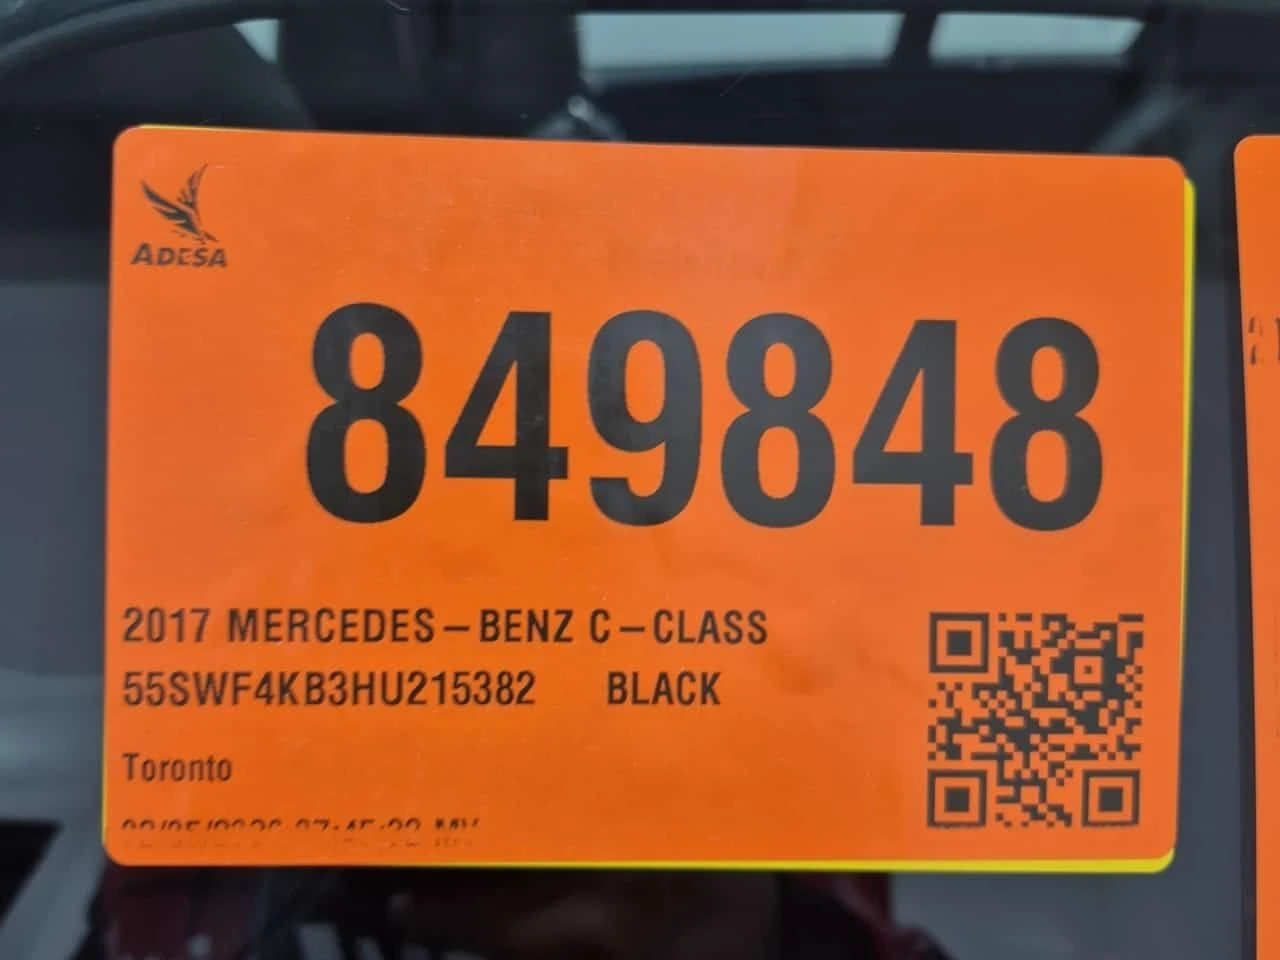 ADESA
849848
2017 MERCEDES-BENZ C-CLASS
55SWF4KB3HU215382 BLACK
Toronto